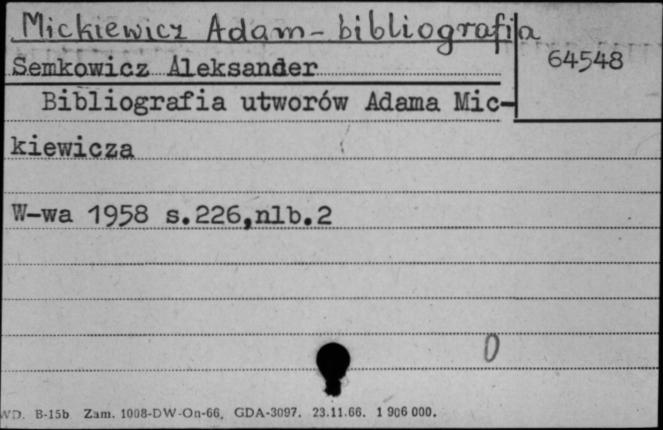 Mickiewicz Adam - bibliografia
64548
Semkowicz Aleksander
Bibliografia utworów Adama Mic-
kiewicza
W-wa 1958 s.226,nlb.2
0
WD. B-15b Zam. 1008-DW-On-66, GDA-3097. 23.11.66. 1 906 000.